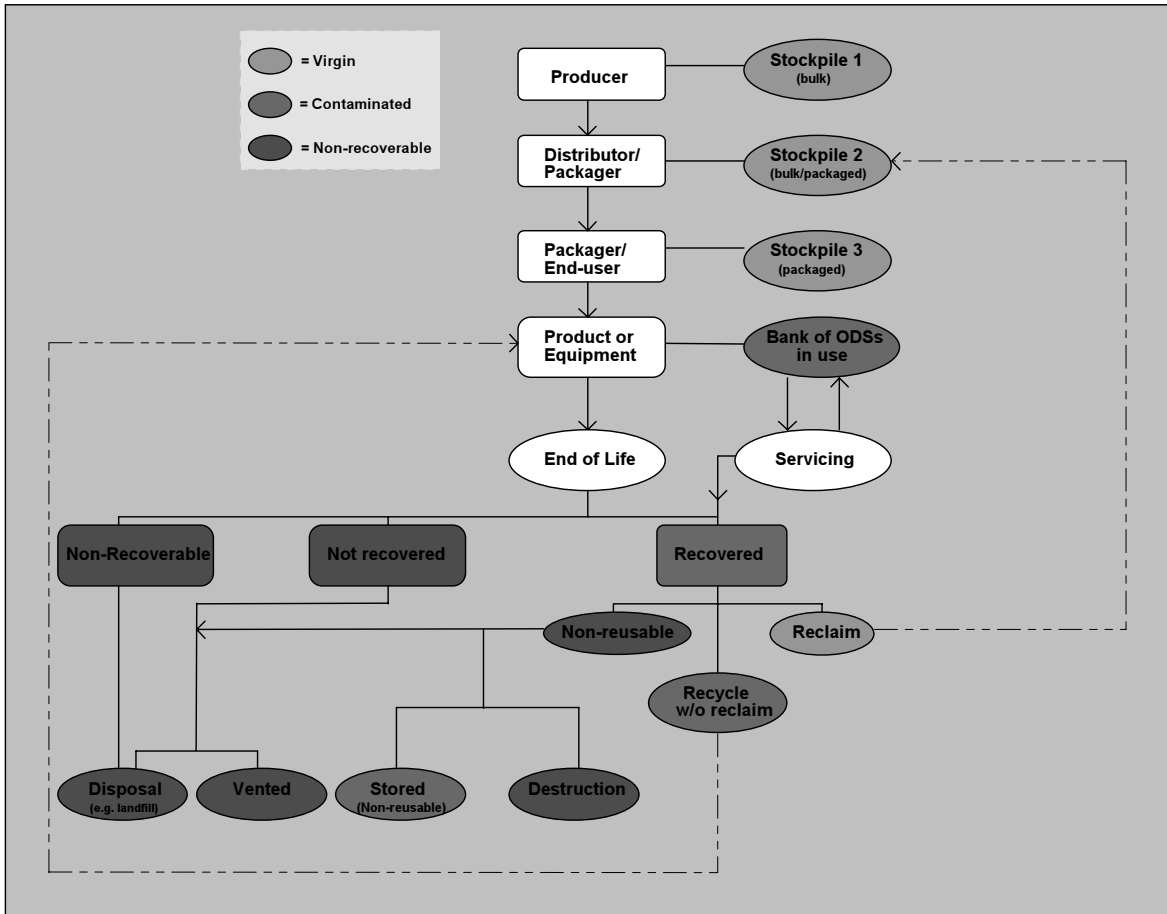 = Virgin
= Contaminated
= Non-recoverable
Producer
Stockpile 1
(bulk)
Distributor/
Packager
Stockpile 2
(bulk/packaged)
Packager/
End-user
Stockpile 3
(packaged)
Product or
Equipment
Bank of ODSs
in use
End of Life
Servicing
Non-Recoverable
Not recovered
Recovered
Non-reusable
Reclaim
Recycle
w/o reclaim
Disposal
(e.g. landfill)
Vented
Stored
(Non-reusable)
Destruction